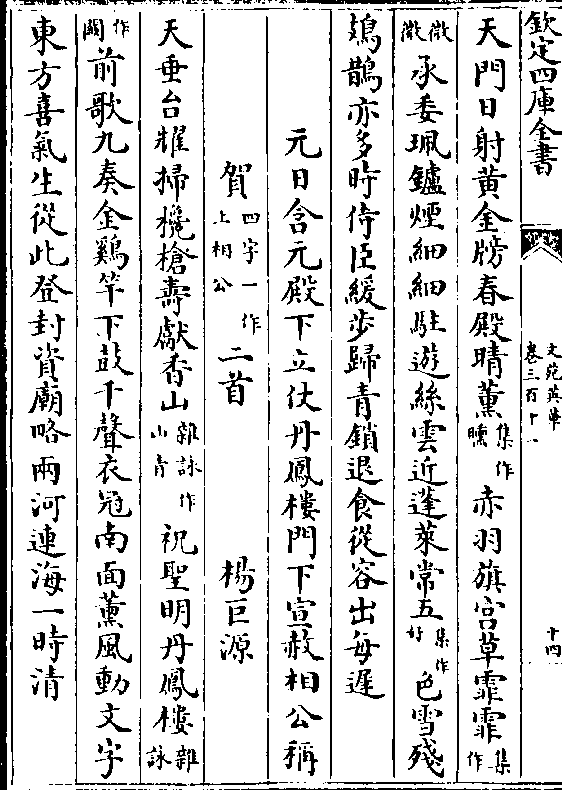 欽定四庫全書
文苑英華
卷三百十一
十四
天門日射黃金牓春殿晴薰集作曛赤羽旗宮草霏霏集作
微微承委珮鑪煙細細駐遊絲雲近蓬萊常五集作好色雪殘
鳷鵲亦多時侍臣緩步歸青鎖退食從容出每遲
元日含元殿下立仗丹鳳樓門下宣赦相公稱
賀四字一作上相公二首 楊巨源
天垂台耀掃欃槍壽獻香山雜詠作山青祝聖明丹鳳樓雜詠
作閣前歌九奏金鷄竿下鼓千聲衣冠南面薰風動文字
東方喜氣生從此登封資廟略兩河連海一時清